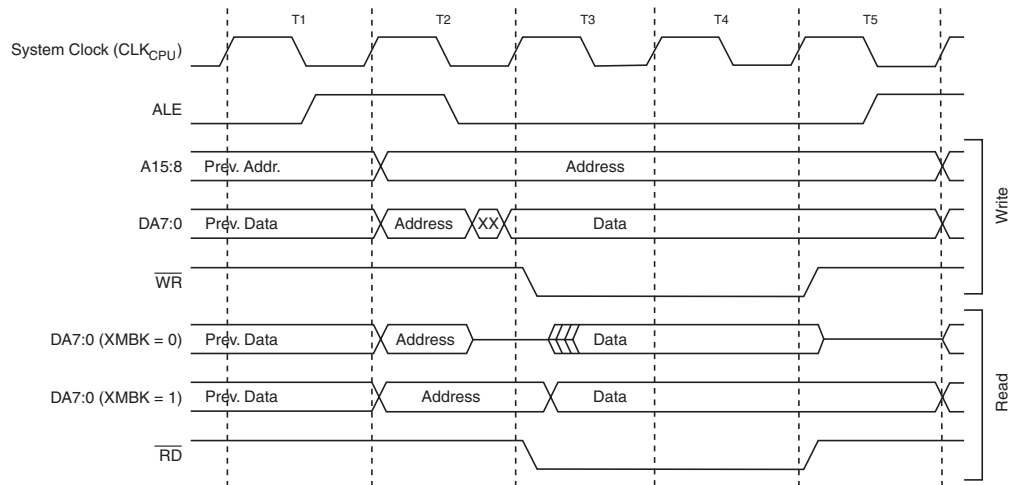 T1 T2 T3 T4 T5
System Clock (CLKCPU)
ALE
A15:8 Prev. Addr. Address
DA7:0 Prev. Data Address XX Data
WR
Write
DA7:0 (XMBK = 0) Prev. Data Address Data
DA7:0 (XMBK = 1) Prev. Data Address Data
RD
Read